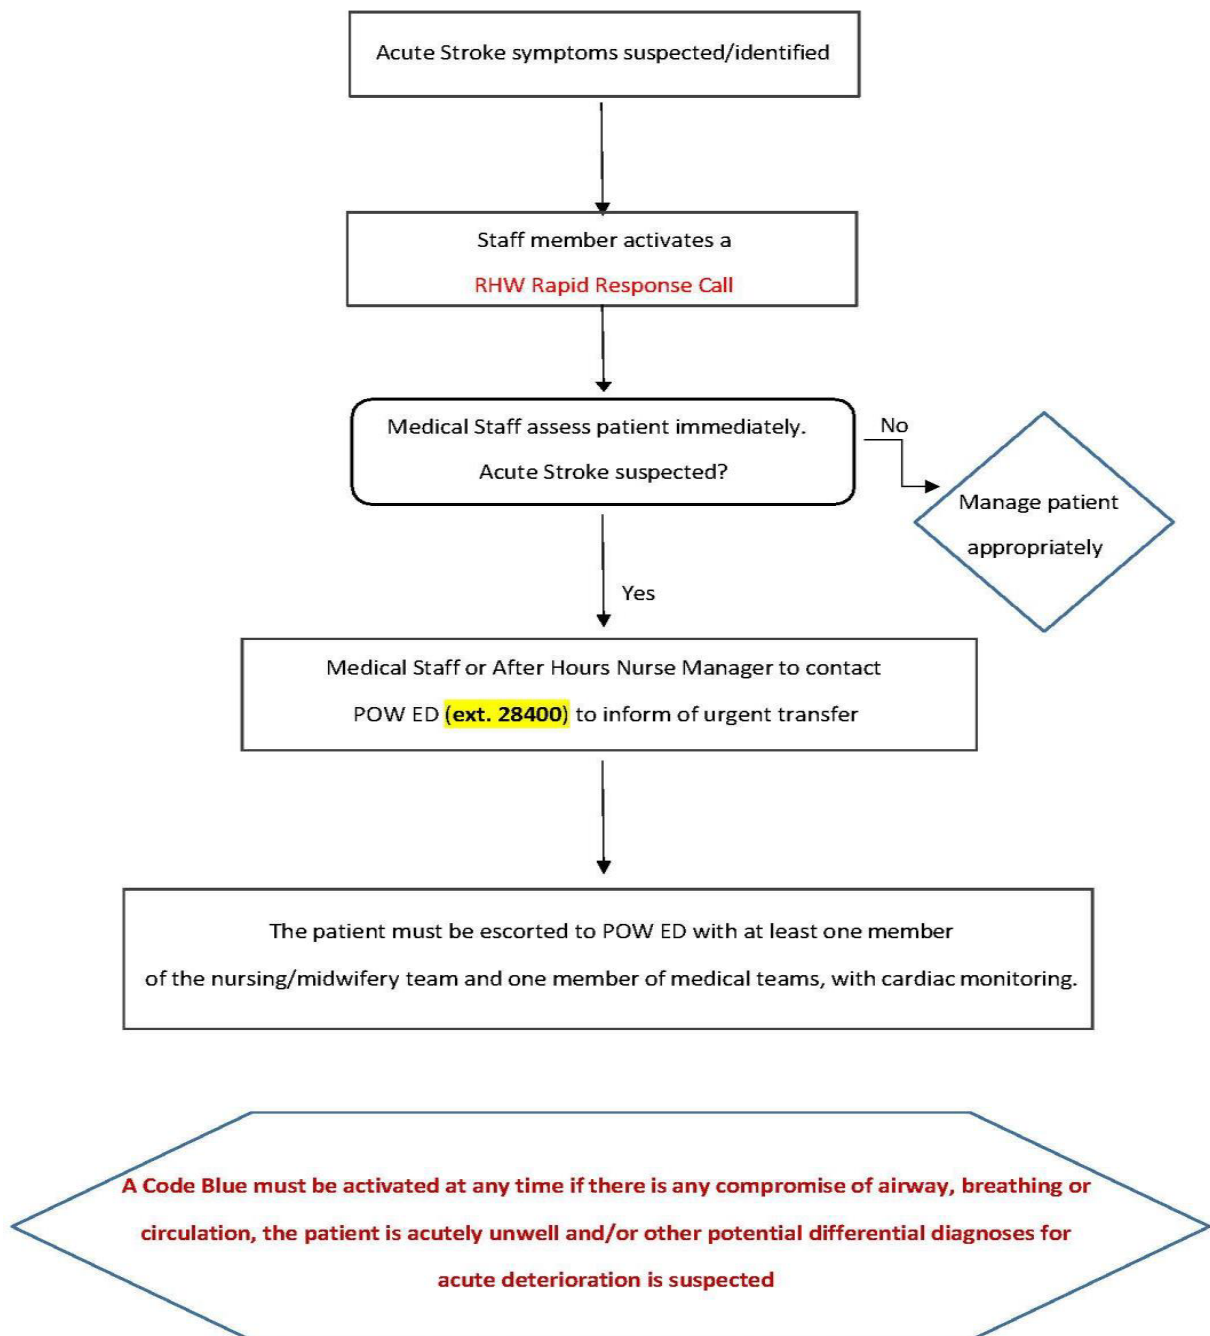 Acute Stroke symptoms suspected/identified
Staff member activates a
RHW Rapid Response Call
Medical Staff assess patient immediately.
Acute Stroke suspected?
No
Manage patient
appropriately
Yes
Medical Staff or After Hours Nurse Manager to contact
POW ED (ext. 28400) to inform of urgent transfer
The patient must be escorted to POW ED with at least one member
of the nursing/midwifery team and one member of medical teams, with cardiac monitoring.
A Code Blue must be activated at any time if there is any compromise of airway, breathing or
circulation, the patient is acutely unwell and/or other potential differential diagnoses for
acute deterioration is suspected